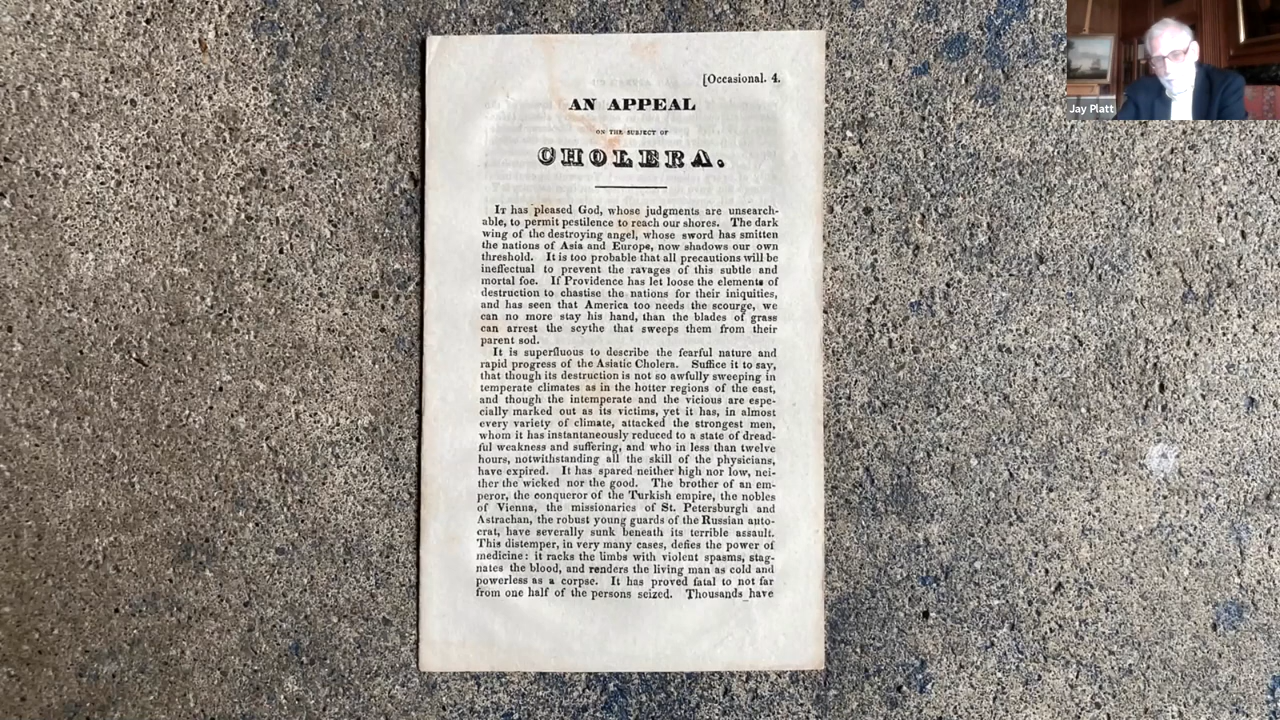 [Occasional. 4.
AN APPEAL
ON THE SUBJECT OF
CHOLERA.
It has pleased God, whose judgments are unsearch-
able, to permit pestilence to reach our shores. The dark
wing of the destroying angel, whose sword has smitten
the nations of Asia and Europe, now shadows our own
threshold. It is too probable that all precautions will be
ineffectual to prevent the ravages of this subtle and
mortal foe. If Providence has let loose the elements of
destruction to chastise the nations for their iniquities,
and has seen that America too needs the scourge, we
can no more stay his hand, than the blades of grass
can arrest the scythe that sweeps them from their
parent sod.
It is superfluous to describe the fearful nature and
rapid progress of the Asiatic Cholera. Suffice it to say,
that though its destruction is not so awfully sweeping in
temperate climates as in the hotter regions of the east,
and though the intemperate and the vicious are espe-
cially marked out as its victims, yet it has, in almost
every variety of climate, attacked the strongest men,
whom it has instantaneously reduced to a state of dread-
ful weakness and suffering, and who in less than twelve
hours, notwithstanding all the skill of the physicians,
have expired. It has spared neither high nor low, nei-
ther the wicked nor the good. The brother of an em-
peror, the conqueror of the Turkish empire, the nobles
of Vienna, the missionaries of St. Petersburgh and
Astrachan, the robust young guards of the Russian auto-
crat, have severally sunk beneath its terrible assault.
This distemper, in very many cases, defies the power of
medicine: it racks the limbs with violent spasms, stag-
nates the blood, and renders the living man as cold and
powerless as a corpse. It has proved fatal to not far
from one half of the persons seized. Thousands have
Jay Platt